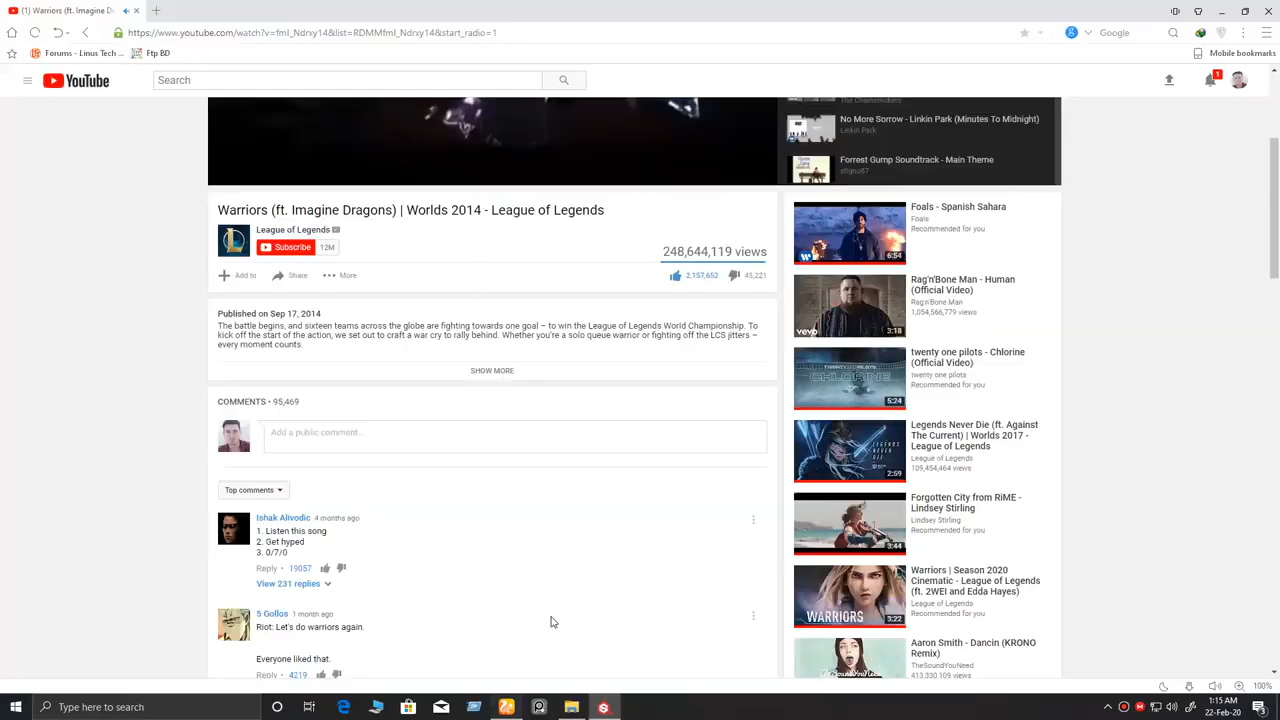 (1) Warriors (ft. Imagine D
https://www.youtube.com/watch?v=fmI_Ndrxy14&list=RDMMfmI_Ndrxy14&start_radio=1
Google
Forums - Linus Tech ...
Ftp BD
Mobile bookmarks
YouTube
Search
1
The Chainsmokers
No More Sorrow - Linkin Park (Minutes To Midnight)
Linkin Park
Forrest Gump Soundtrack - Main Theme
stigno87
Warriors (ft. Imagine Dragons) | Worlds 2014 - League of Legends
League of Legends
Subscribe
12M
248,644,119 views
Add to
Share
More
2,157,652
45,221
Published on Sep 17, 2014
The battle begins, and sixteen teams across the globe are fighting towards one goal – to win the League of Legends World Championship. To
kick off the start of the action, we set out to craft a war cry to rally behind. Whether you're a solo queue warrior or fighting off the LCS jitters –
every moment counts.
SHOW MORE
COMMENTS • 95,469
Add a public comment...
Top comments
Ishak Alivodic 4 months ago
1. Listen this song
2. Get hyped
3. 0/7/0
Reply · 19057
View 231 replies
5 Gollos 1 month ago
Riot: Let's do warriors again.
Everyone liked that.
Reply · 4219
Foals - Spanish Sahara
Foals
Recommended for you
6:54
Rag'n'Bone Man - Human
(Official Video)
Rag'n'Bone Man
1,054,566,779 views
vevo
3:18
twenty one pilots - Chlorine
(Official Video)
twenty one pilots
Recommended for you
TWENTY ONE PILOTS
CHLORINE
5:24
Legends Never Die (ft. Against
The Current) | Worlds 2017 -
League of Legends
League of Legends
109,454,464 views
LEGENDS
NEVER
DIE
2:59
Forgotten City from RiME -
Lindsey Stirling
Lindsey Stirling
Recommended for you
3:44
Warriors | Season 2020
Cinematic - League of Legends
(ft. 2WEI and Edda Hayes)
League of Legends
Recommended for you
WARRIORS
3:22
Aaron Smith - Dancin (KRONO
Remix)
TheSoundYouNeed
413,330,109 views
100%
Type here to search
1:15 AM
22-Feb-20